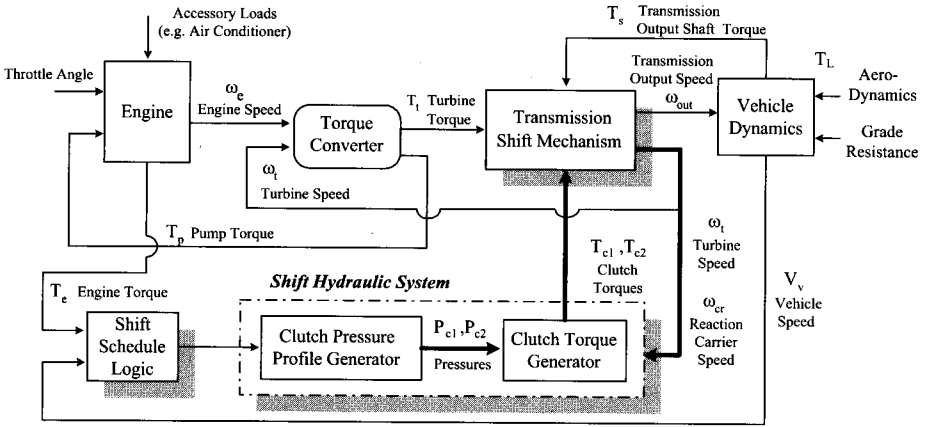 Accessory Loads
(e.g. Air Conditioner)
Throttle Angle
Engine
ωe
Engine Speed
Torque
Converter
Tt Turbine
Torque
ωt
Turbine Speed
Tp Pump Torque
Ts Transmission
Output Shaft Torque
Transmission
Output Speed
ωout
Transmission
Shift Mechanism
Vehicle
Dynamics
TL
Aero-
Dynamics
Grade
Resistance
Te Engine Torque
Shift
Schedule
Logic
Shift Hydraulic System
Clutch Pressure
Profile Generator
Pc1 ,Pc2
Pressures
Clutch Torque
Generator
Tc1 ,Tc2
Clutch
Torques
ωt
Turbine
Speed
ωcr
Reaction
Carrier
Speed
Vv
Vehicle
Speed